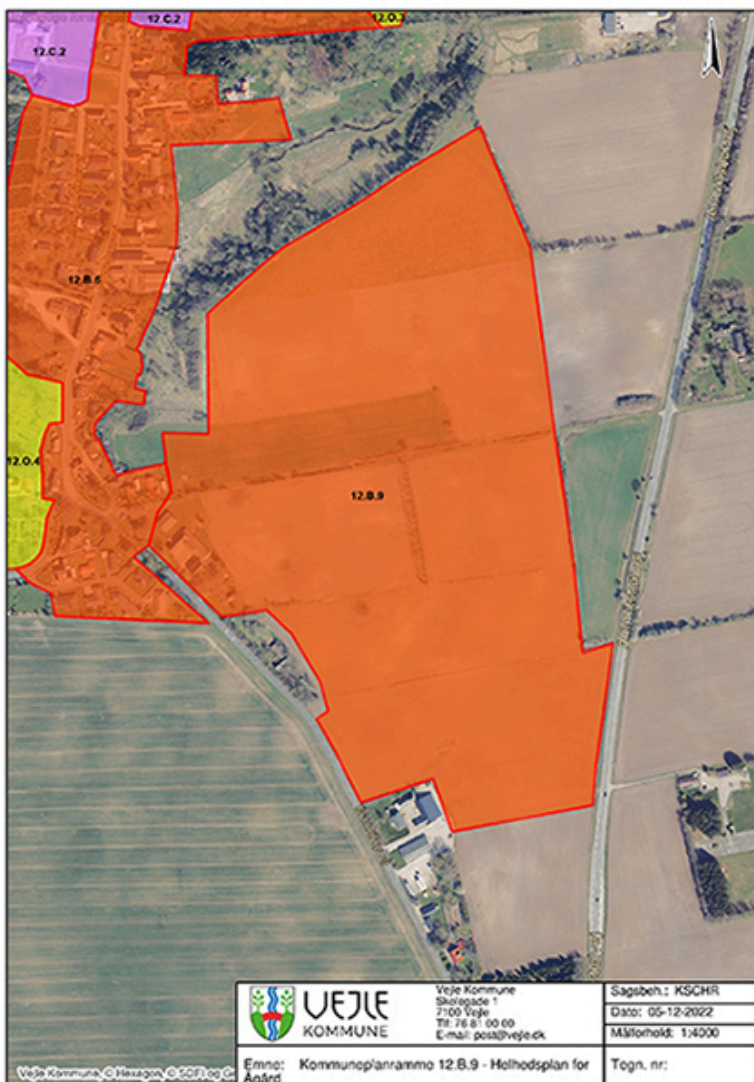 12.C.2
12.O.
12.C.2
12.B.5
12.O.4
12.B.9
VEJLE
KOMMUNE
Vejle Kommune
Skolegade 1
7100 Vejle
Tlf: 76 81 00 00
E-mail: post@vejle.dk
Sagsbeh.: KSCHR
Dato: 05-12-2022
Målforhold: 1:4000
Emne: Kommuneplanramme 12.B.9 - Helhedsplan for
Ågård
Tegn. nr:
Vejle Kommune, © Hexagon, © SDFI og